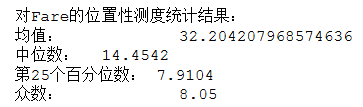 对Fare的位置性测度统计结果：
均值： 32.204207968574636
中位数： 14.4542
第25个百分位数： 7.9104
众数： 8.05